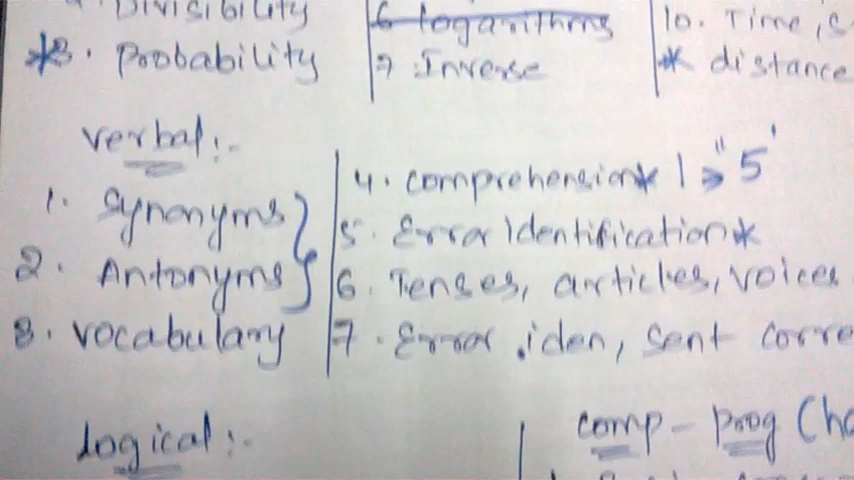 Divisibility
6 logarithms
10. Time, S
*3. Probability
7 Inverse
* distance
Verbal:-
1. Synonyms
2. Antonyms
3. Vocabulary
4. comprehension* 1 > 5
5. Error Identification*
6. Tenses, articles, voices
7. Error iden, Sent corre
Logical:-
comp - prog (Cha